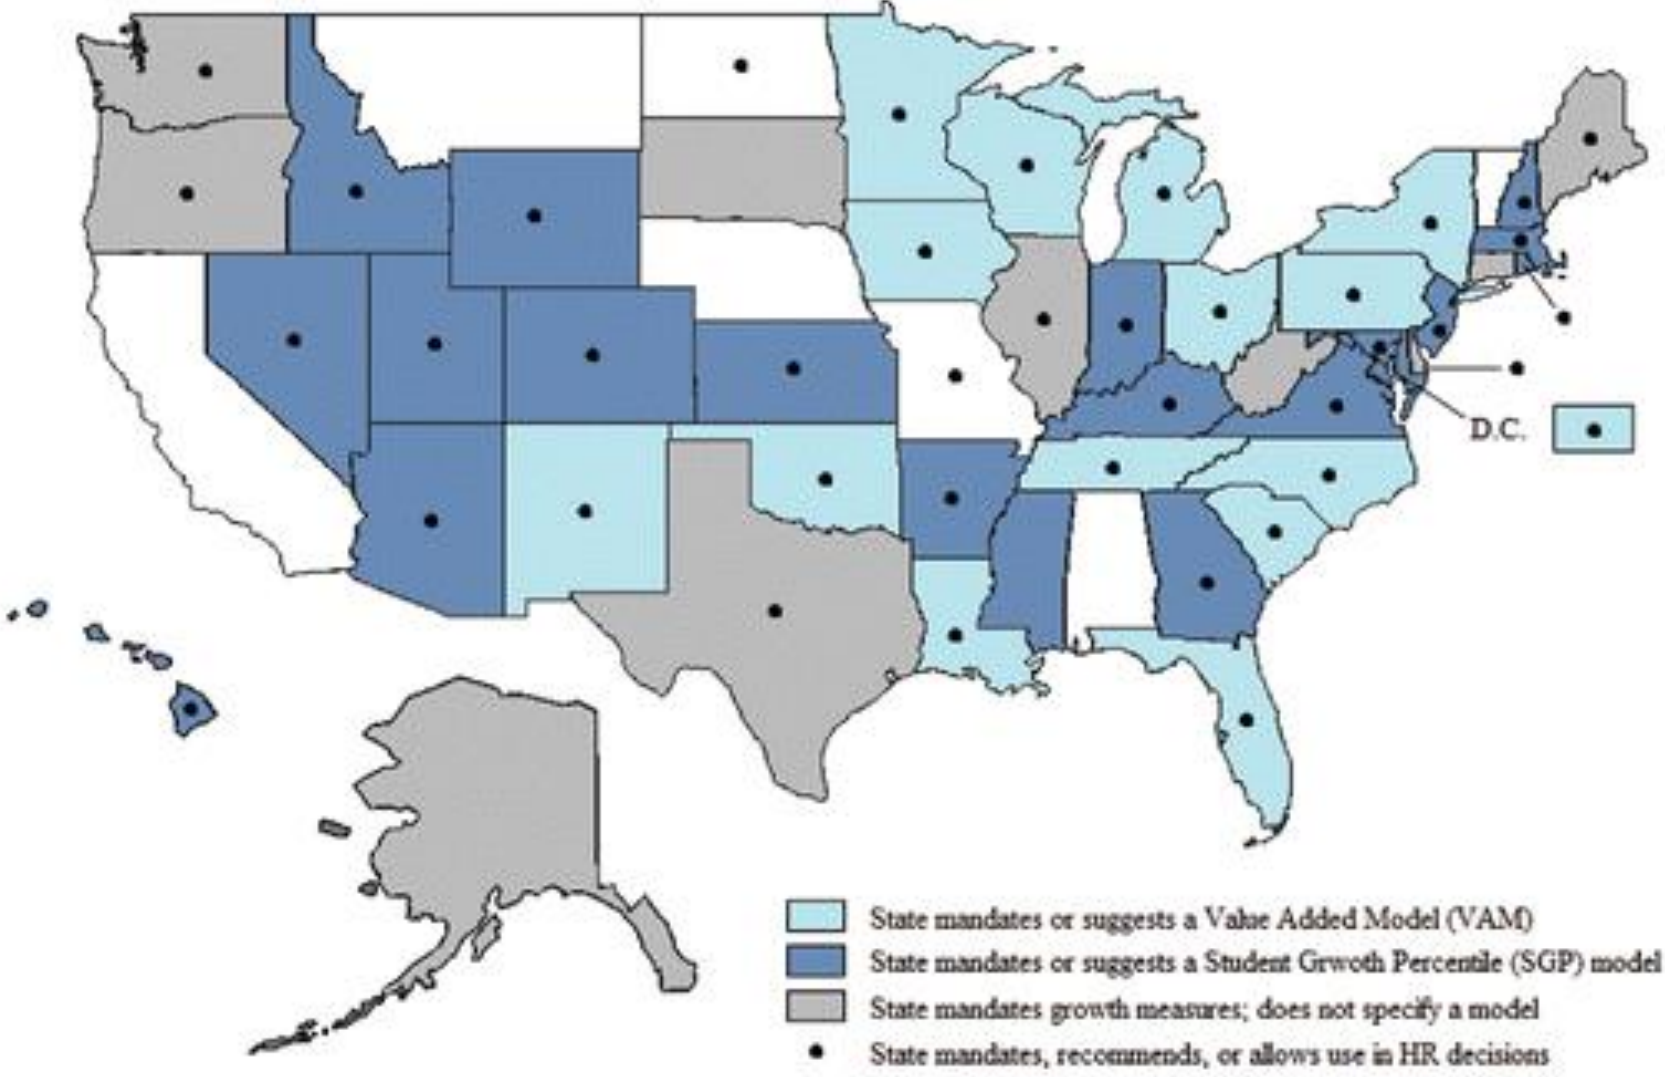 D.C.
State mandates or suggests a Value Added Model (VAM)
State mandates or suggests a Student Grwoth Percentile (SGP) model
State mandates growth measures; does not specify a model
State mandates, recommends, or allows use in HR decisions